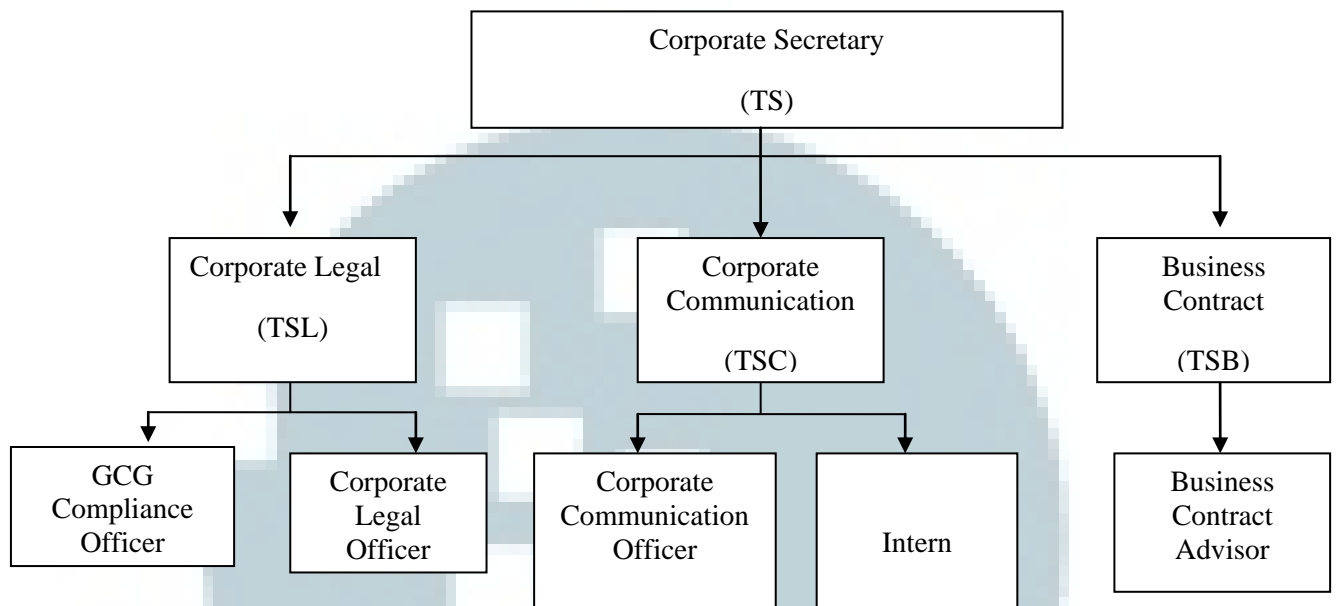 Corporate Secretary
(TS)
Corporate Legal
(TSL)
Corporate
Communication
(TSC)
Business
Contract
(TSB)
GCG
Compliance
Officer
Corporate
Legal
Officer
Corporate
Communication
Officer
Intern
Business
Contract
Advisor